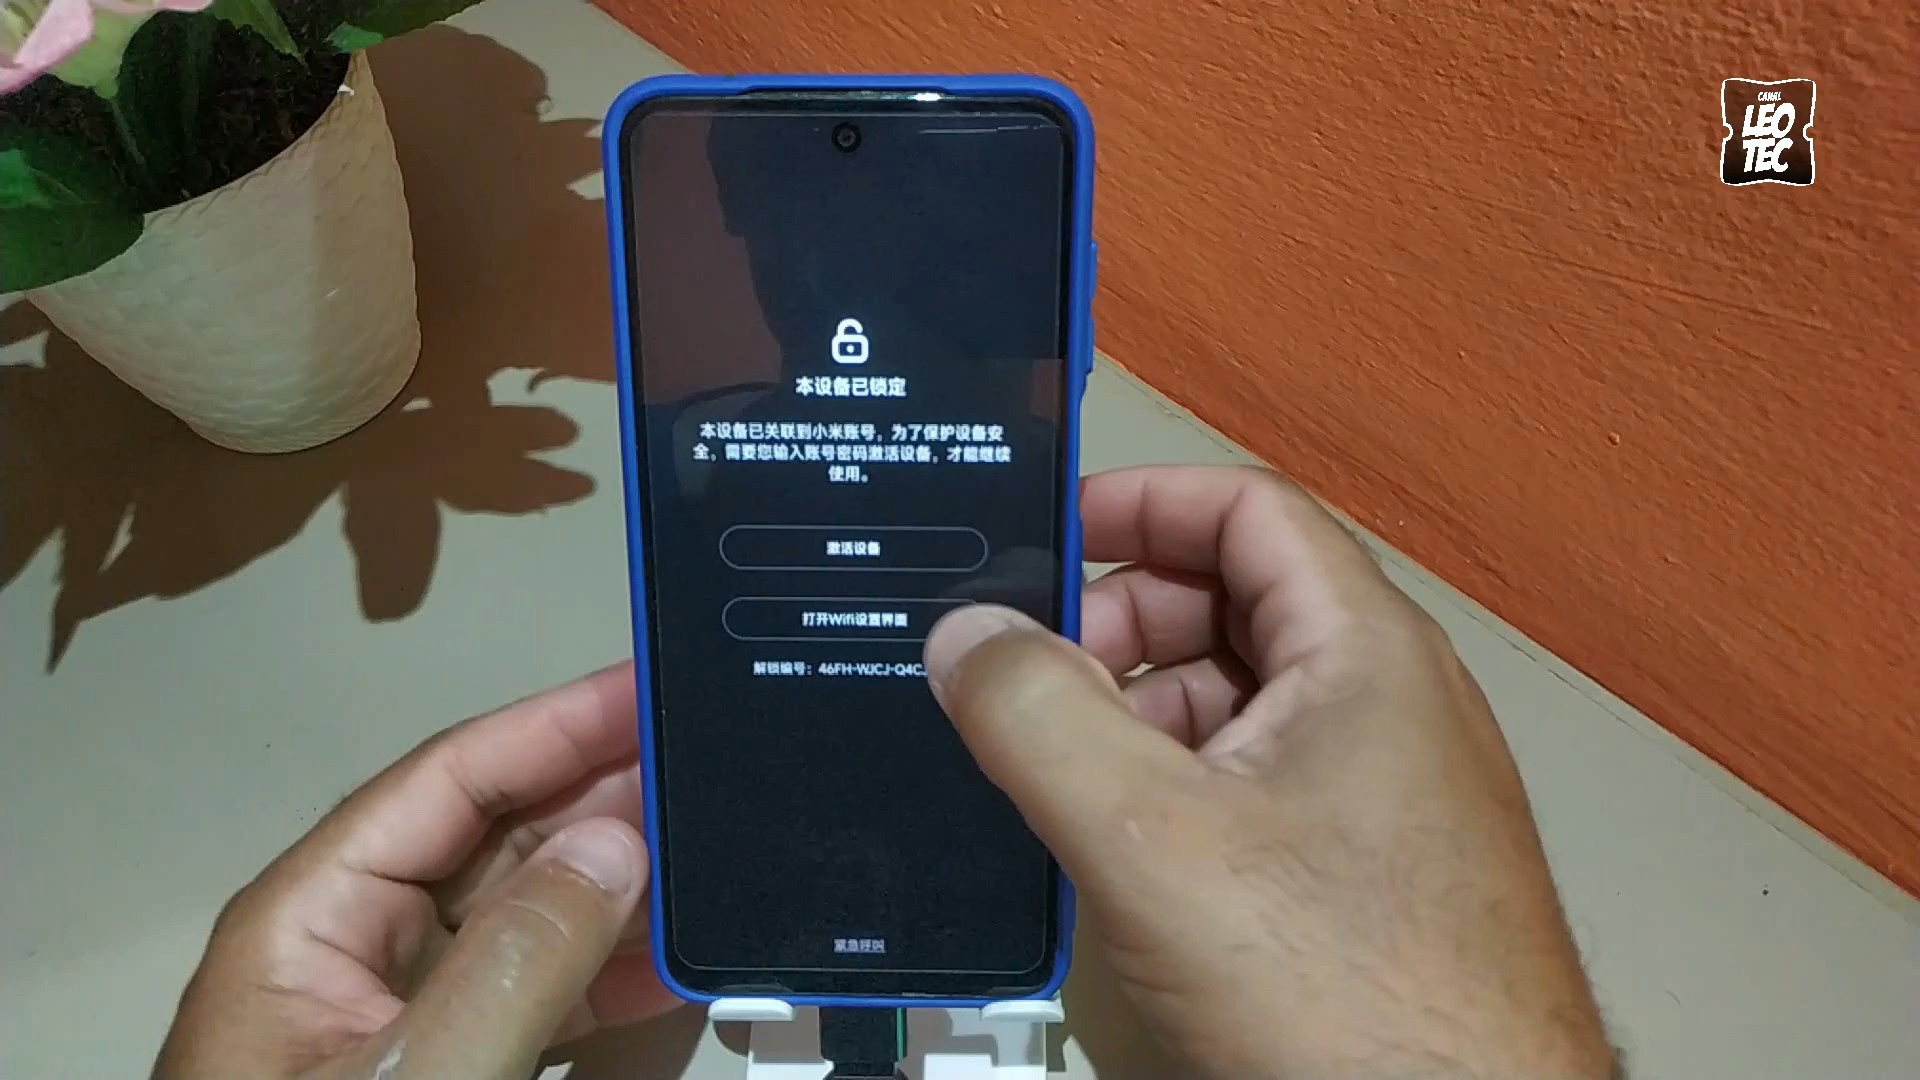 CANAL
LEO
TEC
本设备已锁定
本设备已关联到小米账号，为了保护设备安
全，需要您输入账号密码激活设备，才能继续
使用。
激活设备
打开Wifi设置界面
解锁编号：46FH-WJCJ-Q4C
紧急呼叫